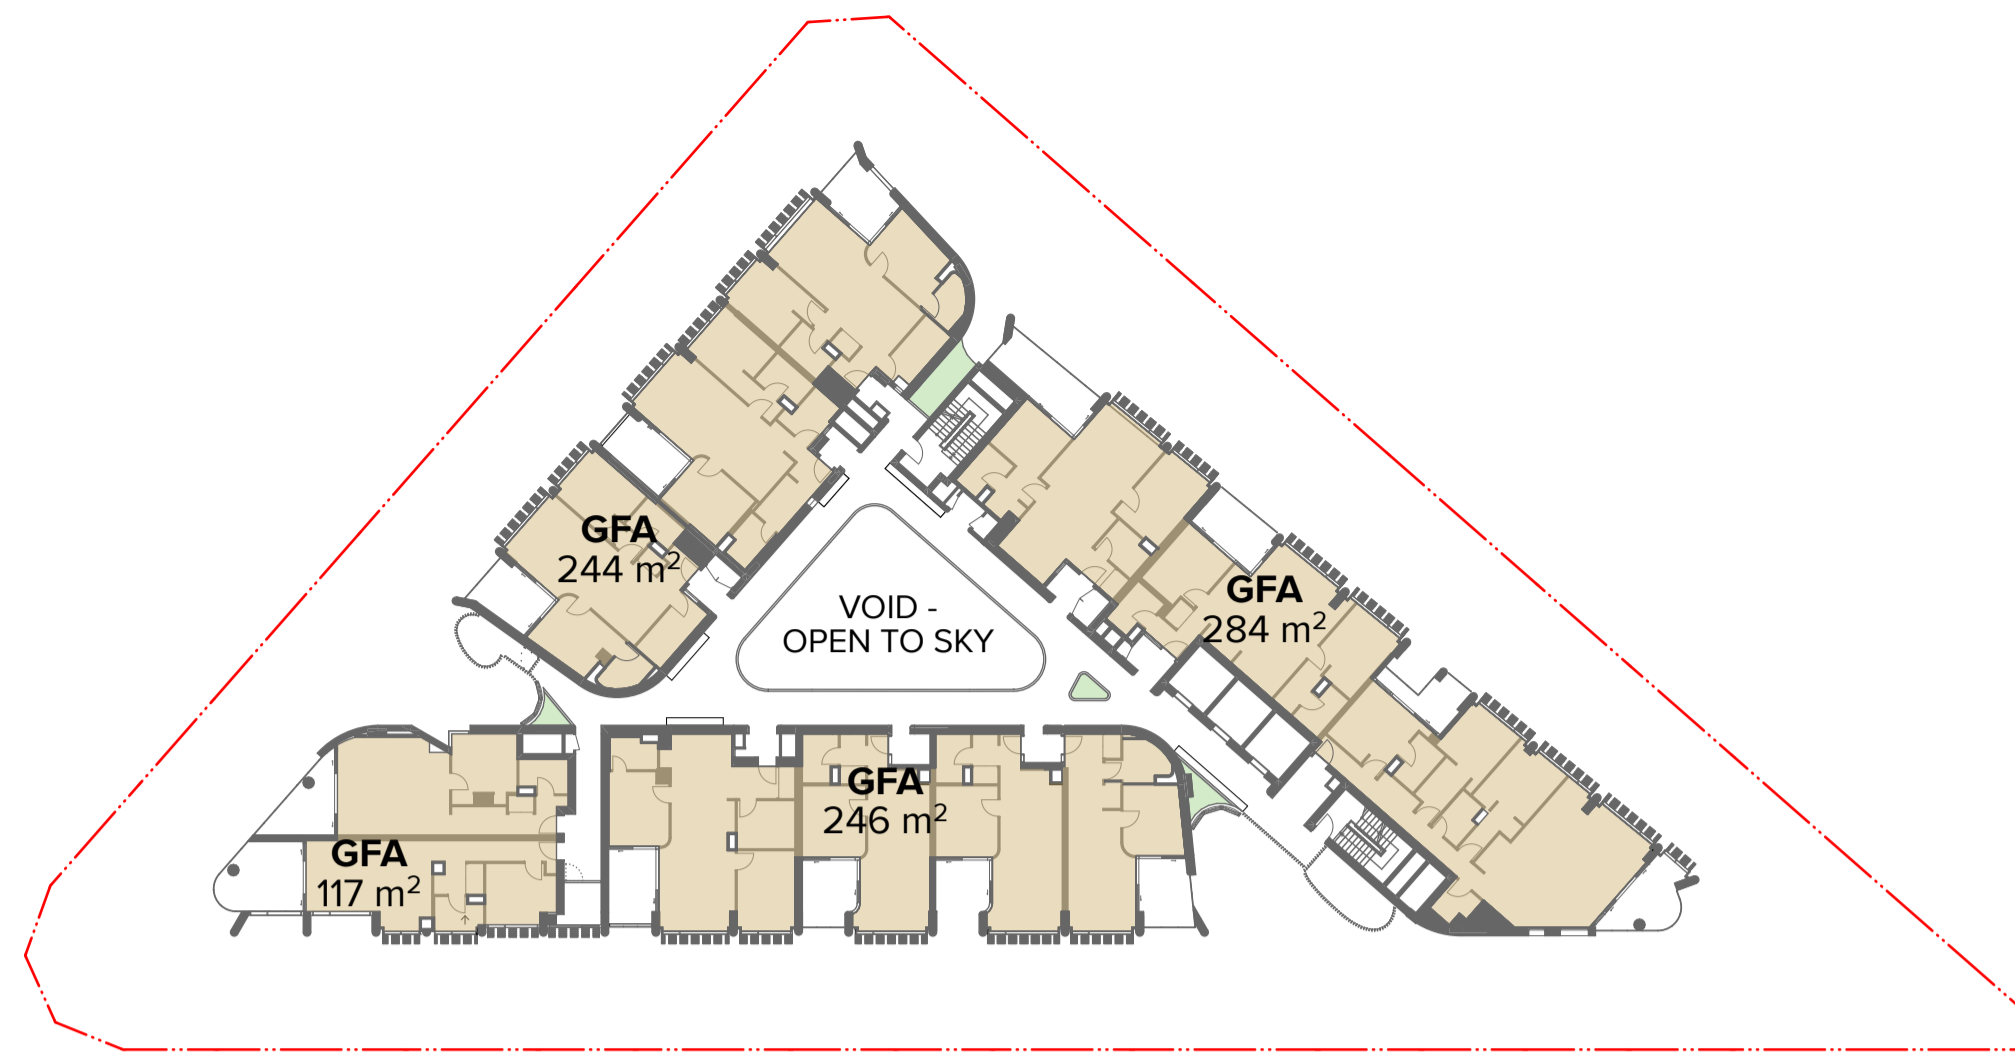 GFA
244 m²
VOID -
OPEN TO SKY
GFA
284 m²
GFA
246 m²
GFA
117 m²